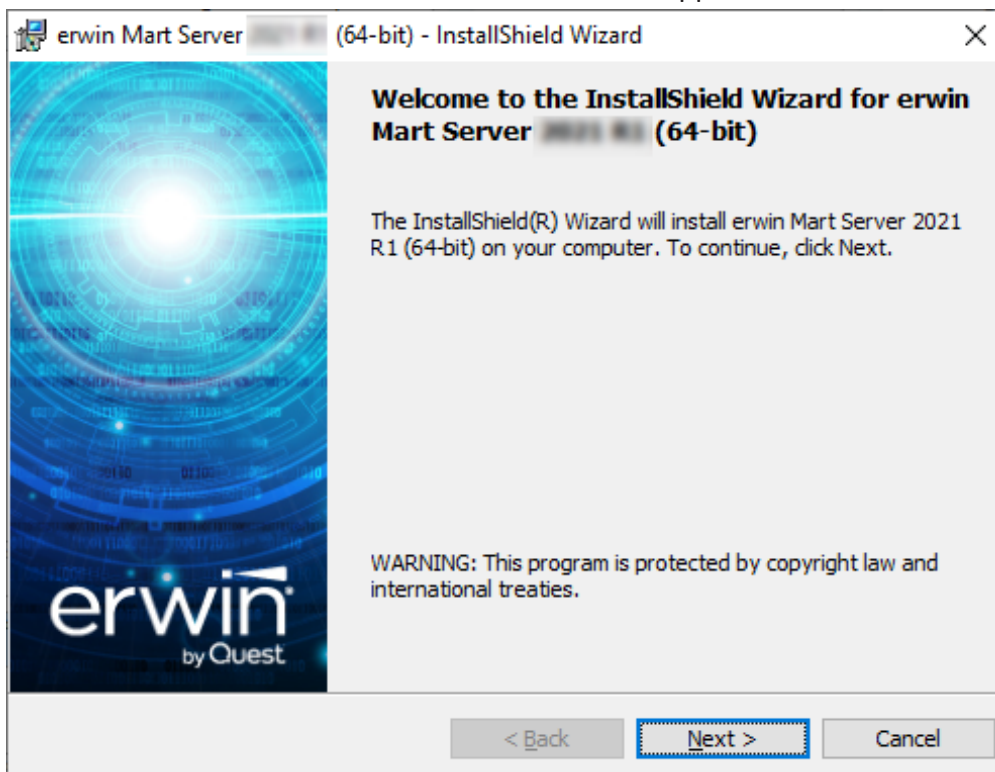 erwin Mart Server (64-bit) - InstallShield Wizard
Welcome to the InstallShield Wizard for erwin
Mart Server (64-bit)
The InstallShield(R) Wizard will install erwin Mart Server 2021
R1 (64-bit) on your computer. To continue, click Next.
WARNING: This program is protected by copyright law and
international treaties.
erwin
by Quest
< Back
Next >
Cancel